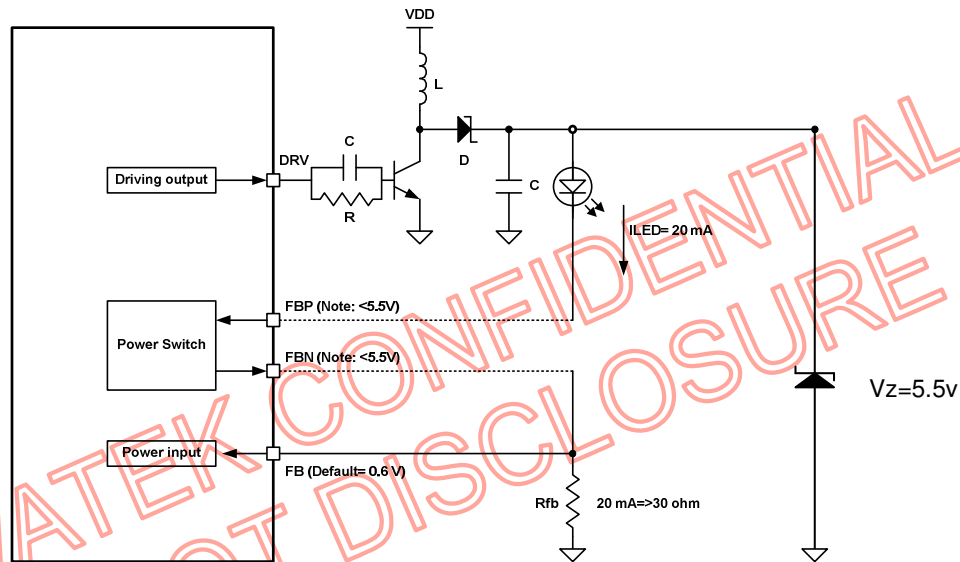 VDD
L
DRV
C
R
D
C
Driving output
ILED= 20 mA
FBP (Note: <5.5V)
Power Switch
FBN (Note: <5.5V)
Vz=5.5v
Power input
FB (Default= 0.6 V)
Rfb
20 mA=>30 ohm
ATEK CONFIDENTIAL
OT DISCLOSURE